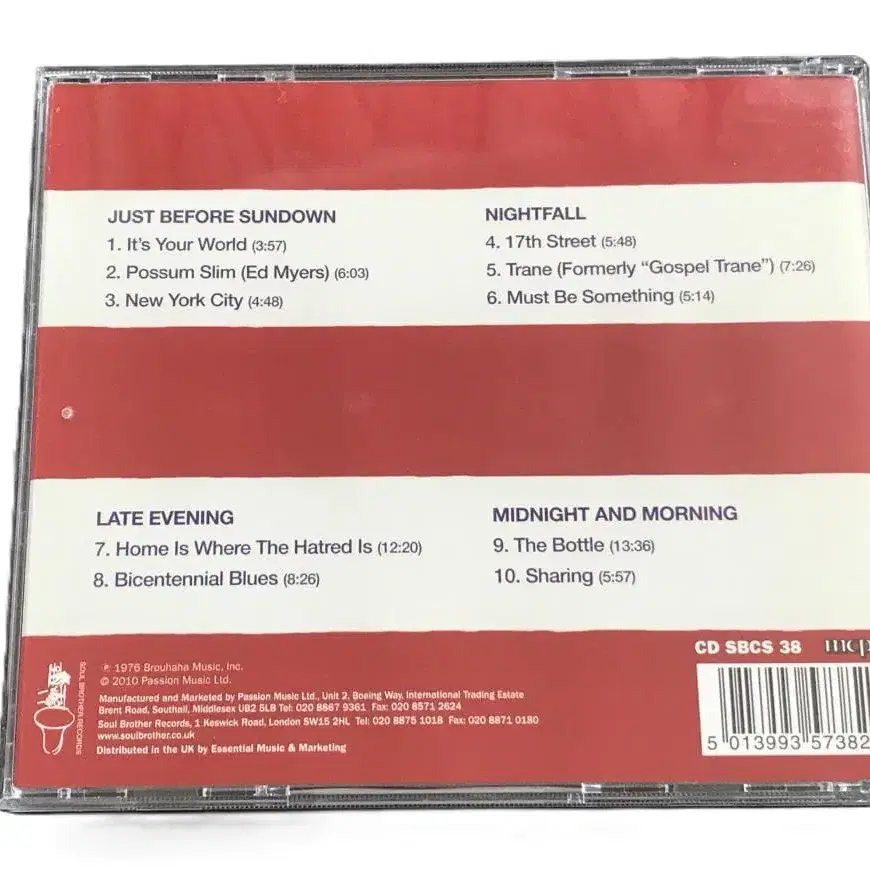 JUST BEFORE SUNDOWN
1. It's Your World (3:57)
2. Possum Slim (Ed Myers) (6:03)
3. New York City (4:48)
NIGHTFALL
4. 17th Street (5:48)
5. Trane (Formerly “Gospel Trane”) (7:26)
6. Must Be Something (5:14)
LATE EVENING
7. Home Is Where The Hatred Is (12:20)
8. Bicentennial Blues (8:26)
MIDNIGHT AND MORNING
9. The Bottle (13:36)
10. Sharing (5:57)
CD SBCS 38
mcp
SOUL BROTHER RECORDS
℗ 1976 Brouhaha Music, Inc.
© 2010 Passion Music Ltd.
Manufactured and Marketed by Passion Music Ltd., Unit 2, Boeing Way, International Trading Estate
Brent Road, Southall, Middlesex UB2 5LB Tel: 020 8867 9361 Fax: 020 8571 2624
Soul Brother Records, 1 Keswick Road, London SW15 2HL Tel: 020 8875 1018 Fax: 020 8871 0180
www.soulbrother.co.uk
Distributed in the UK by Essential Music & Marketing
5 013993 57382